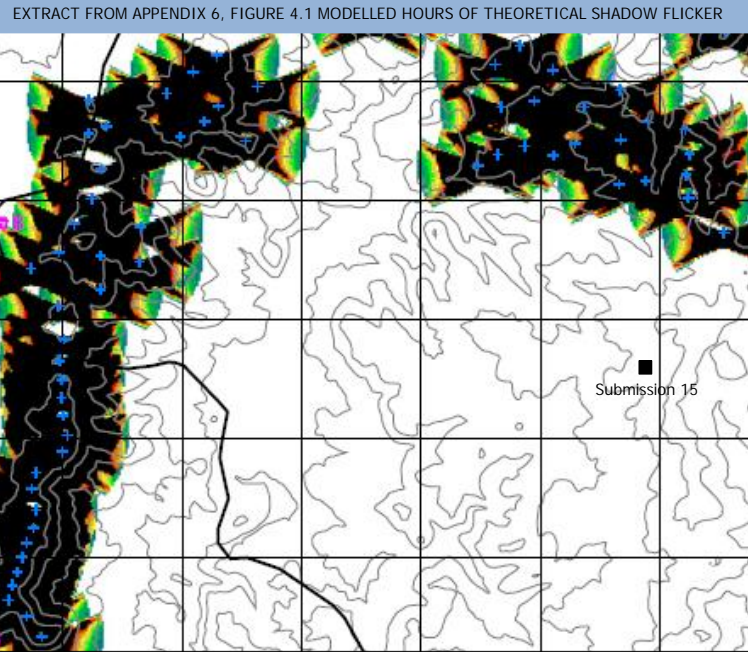 EXTRACT FROM APPENDIX 6, FIGURE 4.1 MODELLED HOURS OF THEORETICAL SHADOW FLICKER
Submission 15